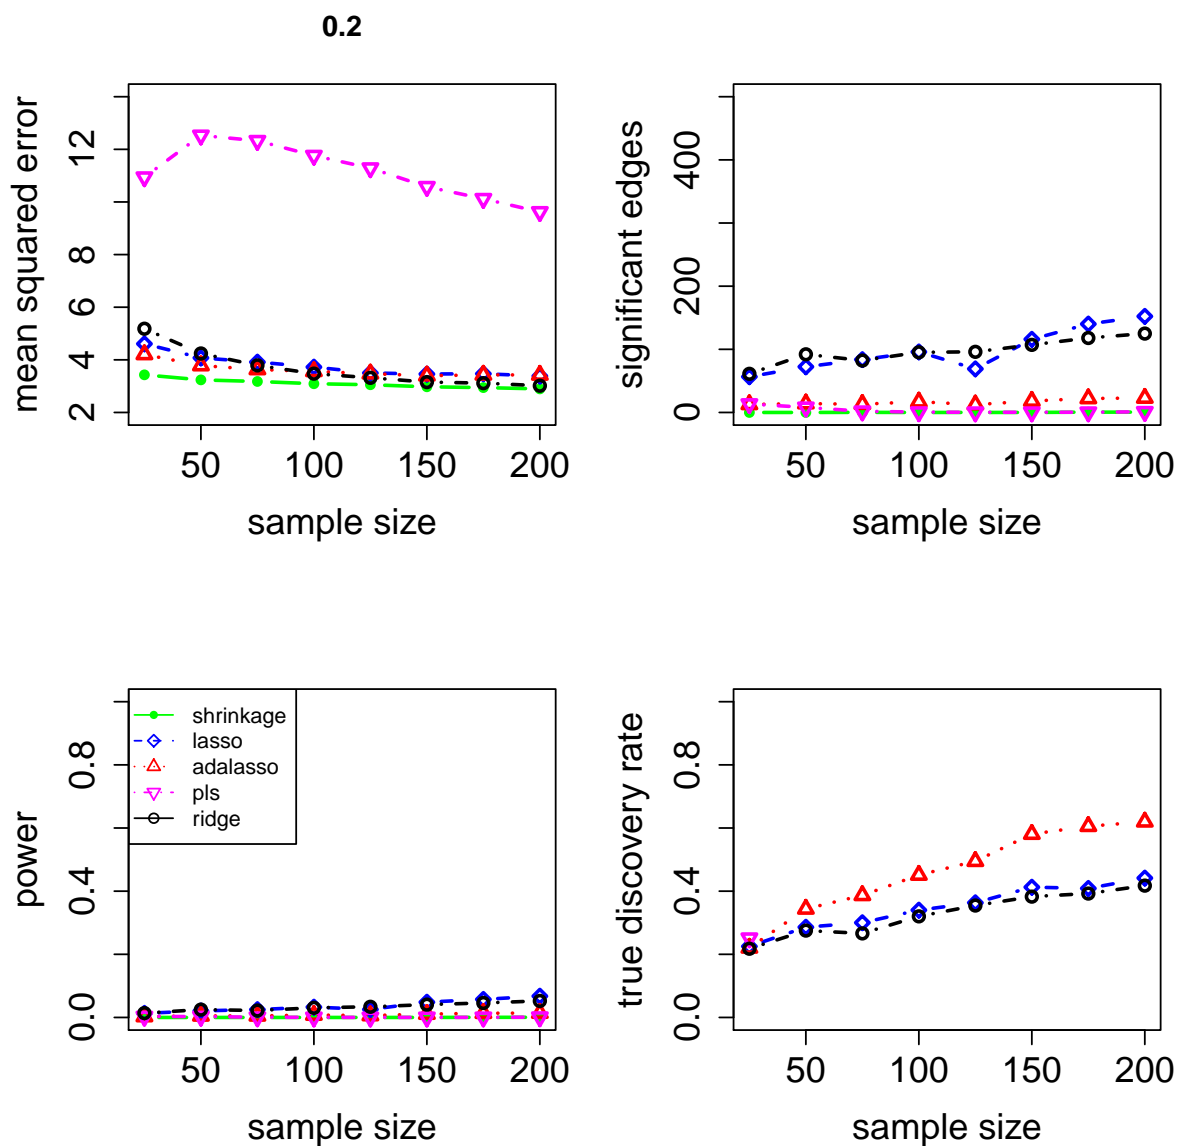 0.2
mean squared error
2 4 6 8 12
50 100 150 200
sample size
significant edges
0 200 400
50 100 150 200
sample size
power
0.0 0.4 0.8
shrinkage
lasso
adalasso
pls
ridge
50 100 150 200
sample size
true discovery rate
0.0 0.4 0.8
50 100 150 200
sample size